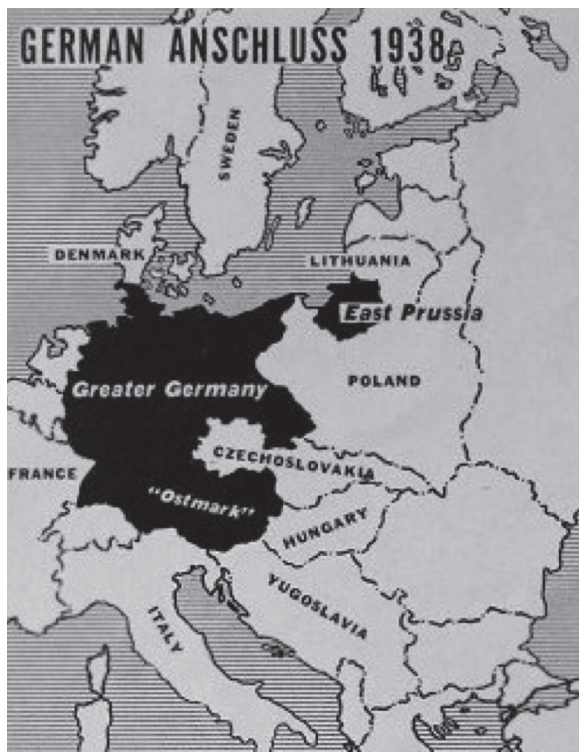 GERMAN ANSCHLUSS 1938
SWEDEN
DENMARK
LITHUANIA
East Prussia
POLAND
Greater Germany
CZECHOSLOVAKIA
FRANCE
"Ostmark"
HUNGARY
YUGOSLAVIA
ITALY